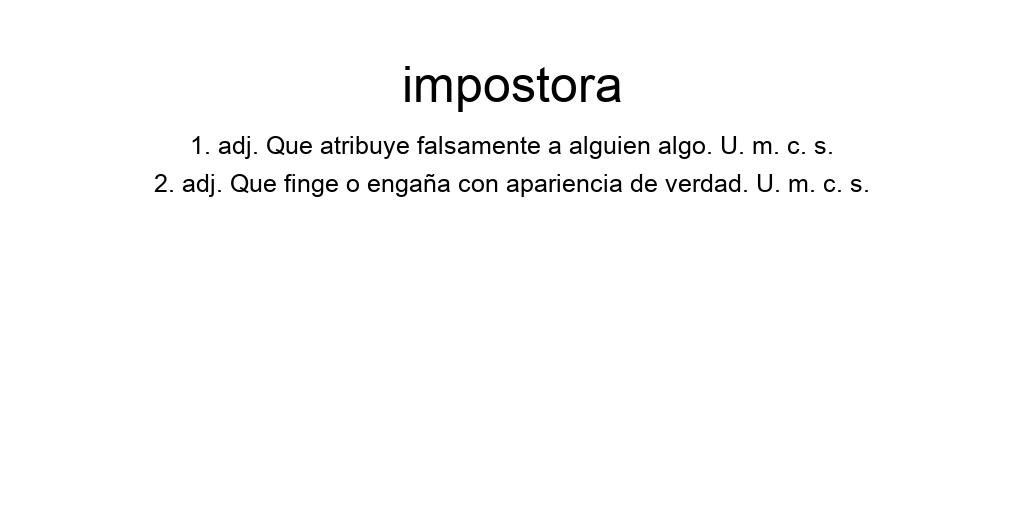 impostora
1. adj. Que atribuye falsamente a alguien algo. U. m. c. s.
2. adj. Que finge o engaña con apariencia de verdad. U. m. c. s.